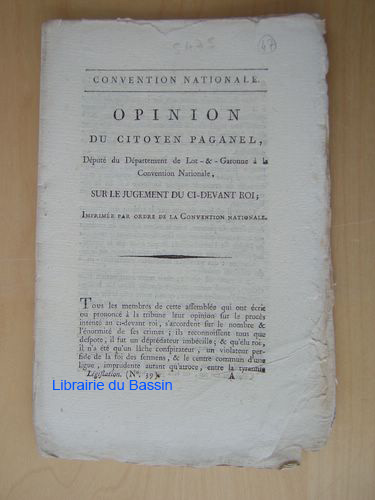 5475
47
CONVENTION NATIONALE.
OPINION
DU CITOYEN PAGANEL,
Député du Département de Lot-&-Garonne à la
Convention Nationale,
SUR LE JUGEMENT DU CI-DEVANT ROI;
IMPRIMÉE PAR ORDRE DE LA CONVENTION NATIONALE.
Tous les membres de cette assemblée qui ont écrit
ou prononcé à la tribune leur opinion sur le procès
intenté au ci-devant roi, s'accordent sur le nombre &
l'énormité de ses crimes; ils reconnoissent tous que
despote, il fut un déprédateur imbécille; & qu'élu roi,
il n'a été qu'un lâche conspirateur, un violateur per-
fide de la foi des sermens, & le centre commun d'une
ligue, imprudente autant qu'atroce, entre la tyrannie
Législation. (N°. 39). A
Librairie du Bassin